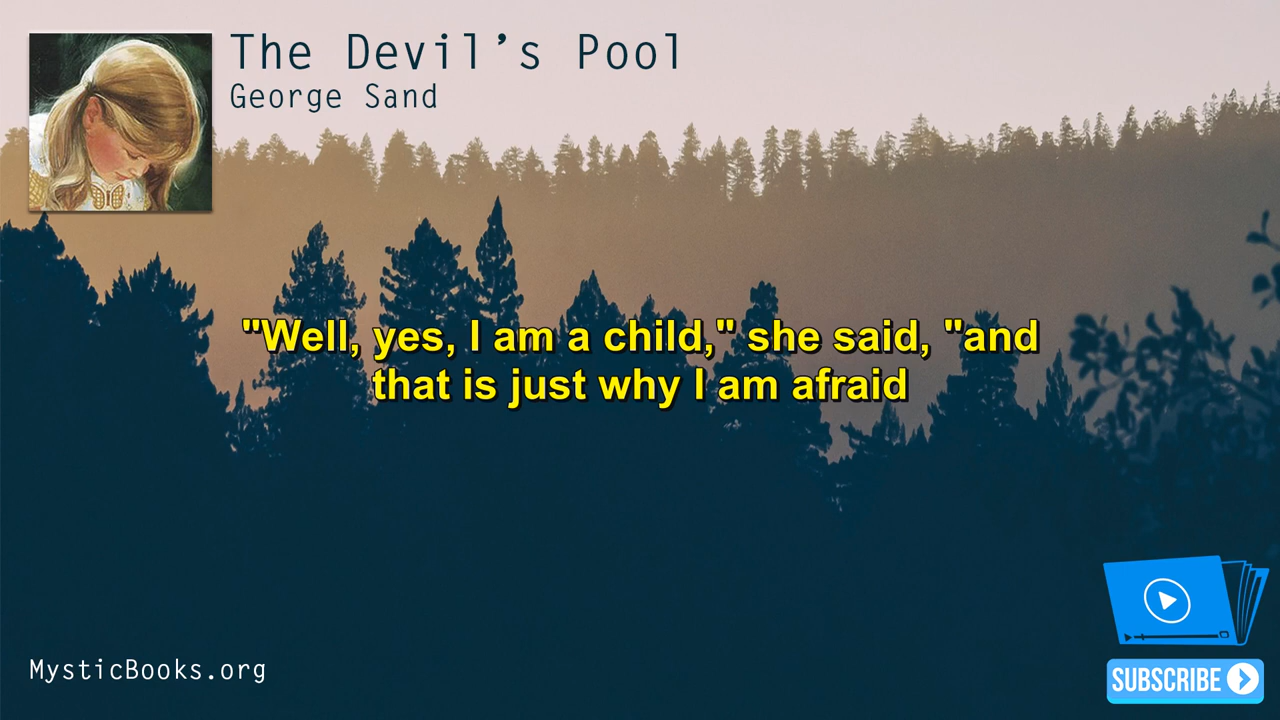 The Devil's Pool
George Sand
"Well, yes, I am a child," she said, "and
that is just why I am afraid
MysticBooks.org
SUBSCRIBE